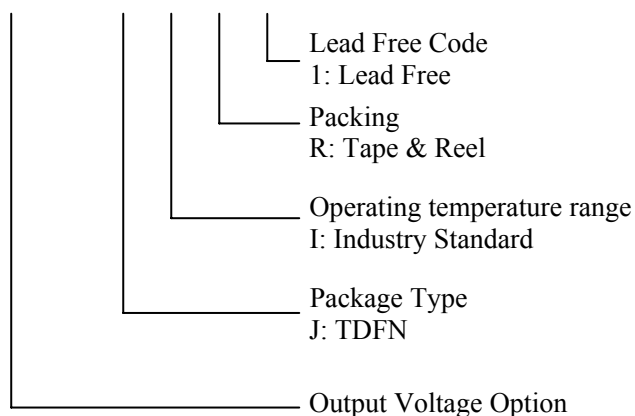 Lead Free Code
1: Lead Free
Packing
R: Tape & Reel
Operating temperature range
I: Industry Standard
Package Type
J: TDFN
Output Voltage Option